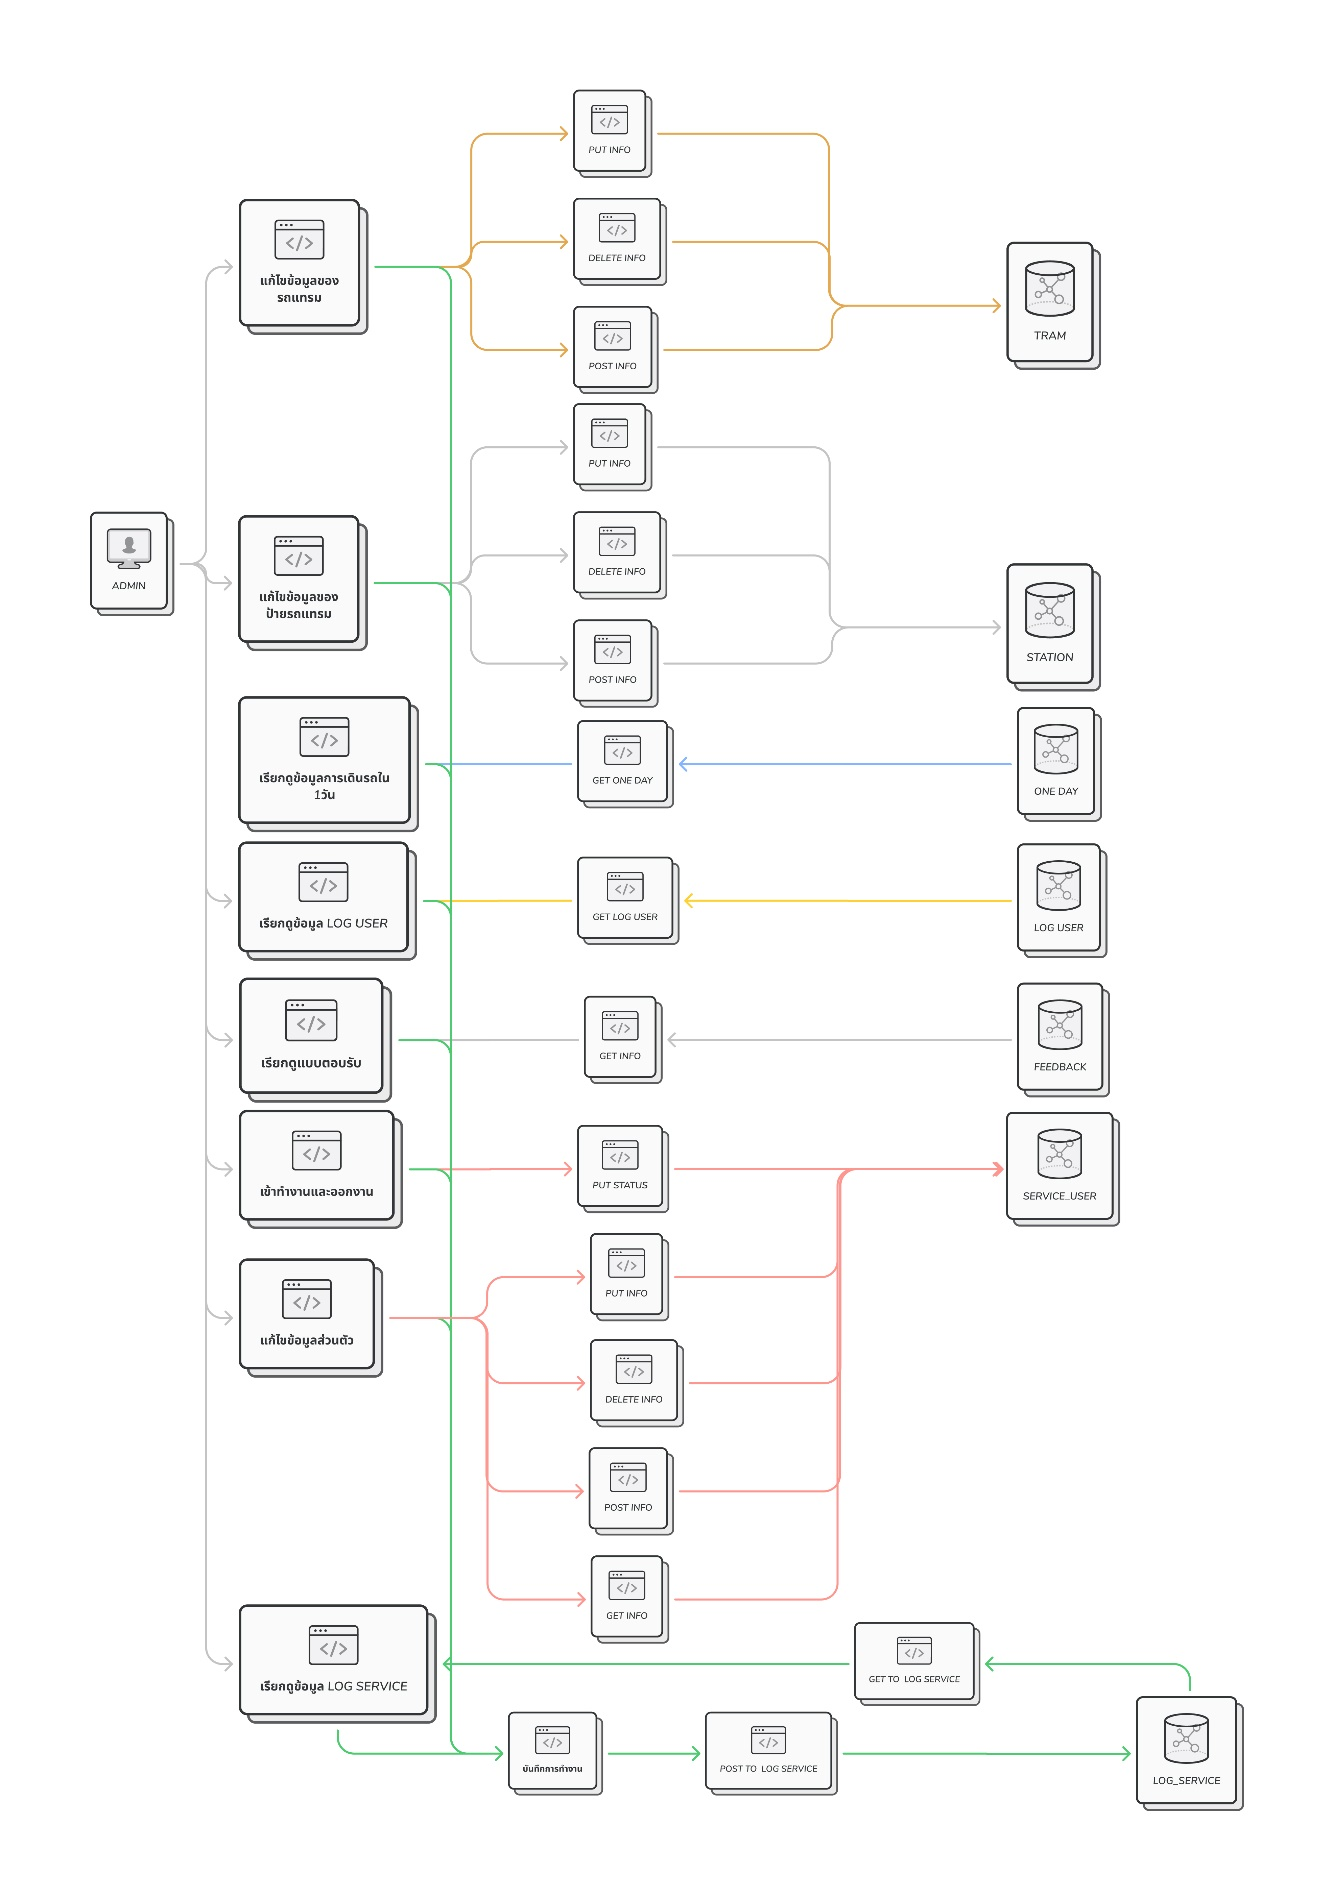 PUT INFO
DELETE INFO
POST INFO
แก้ไขข้อมูลของ
รถแทรม
TRAM
PUT INFO
DELETE INFO
POST INFO
ADMIN
แก้ไขข้อมูลของ
ป้ายรถแทรม
STATION
เรียกดูข้อมูลการเดินรถใน
1วัน
GET ONE DAY
ONE DAY
เรียกดูข้อมูล LOG USER
GET LOG USER
LOG USER
เรียกดูแบบตอบรับ
GET INFO
FEEDBACK
เข้าทำงานและออกงาน
PUT STATUS
SERVICE_USER
แก้ไขข้อมูลส่วนตัว
PUT INFO
DELETE INFO
POST INFO
GET INFO
เรียกดูข้อมูล LOG SERVICE
GET TO LOG SERVICE
บันทึกการทำงาน
POST TO LOG SERVICE
LOG_SERVICE